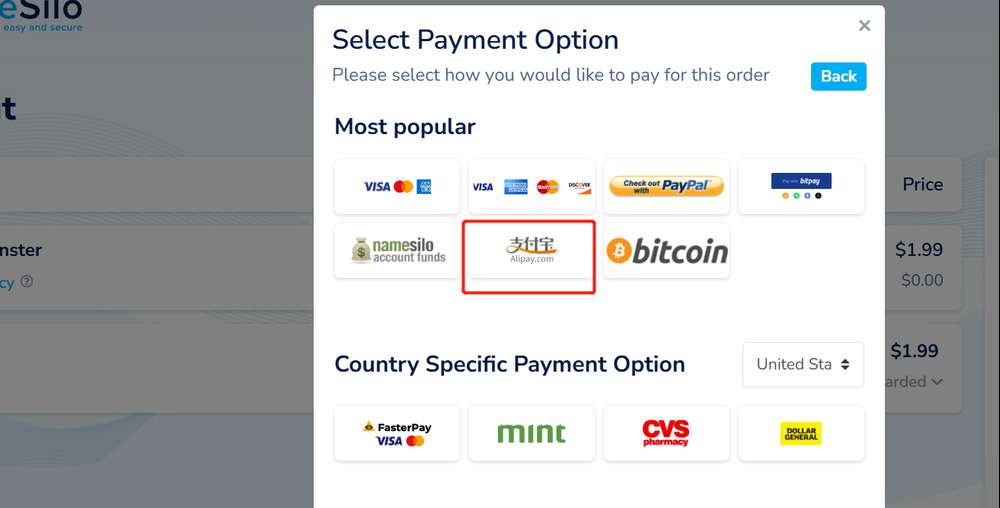 eSilo
easy and secure
Select Payment Option
Please select how you would like to pay for this order
Back
t
Most popular
VISA
VISA
MasterCard
DISCOVER
Check out with PayPal
Pay with bitpay
Price
namesilo
account funds
支付宝
Alipay.com
bitcoin
nster
$1.99
cy
$0.00
Country Specific Payment Option
United Sta
$1.99
arded
FasterPay
VISA
mint
CVS
pharmacy
DOLLAR
GENERAL